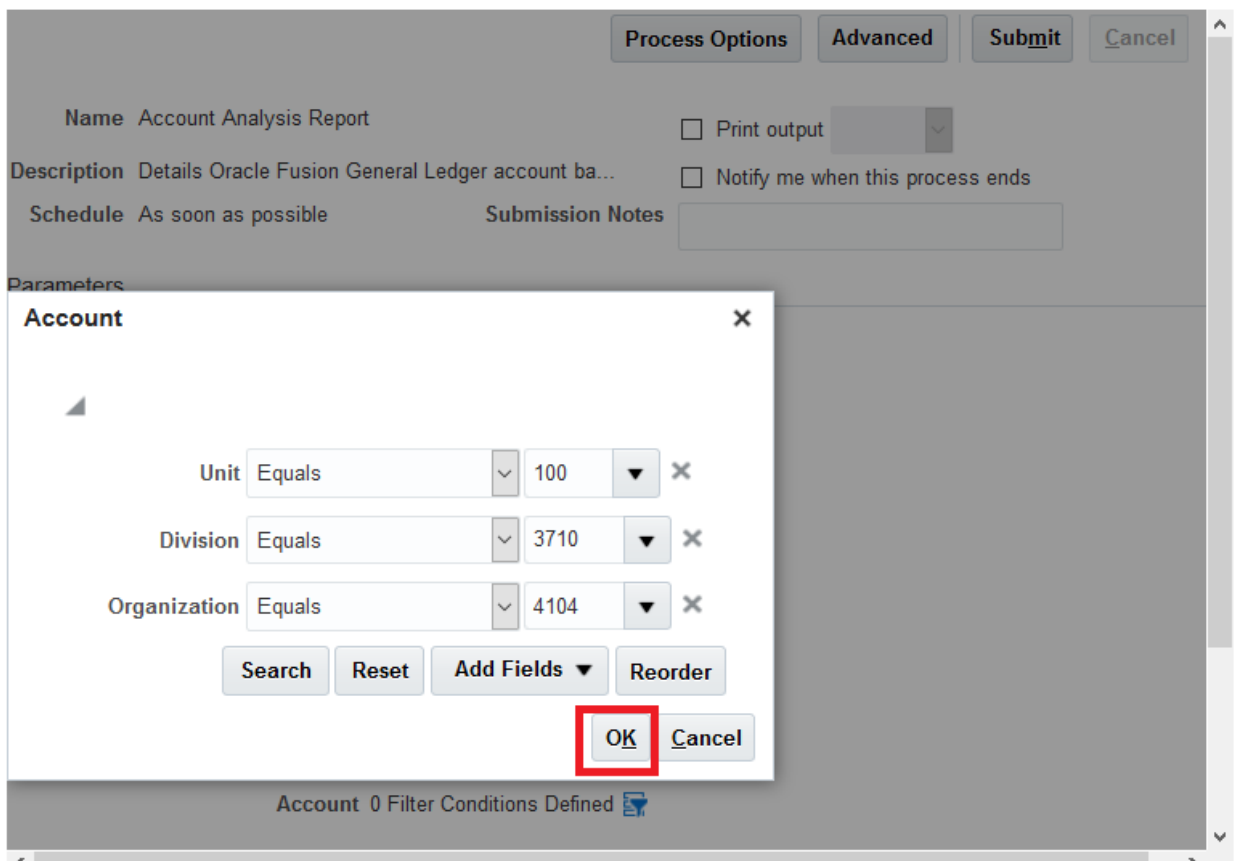 Process Options Advanced Submit Cancel
Name Account Analysis Report Print output
Description Details Oracle Fusion General Ledger account ba... Notify me when this process ends
Schedule As soon as possible Submission Notes
Parameters
Account
Unit Equals 100
Division Equals 3710
Organization Equals 4104
Search Reset Add Fields Reorder
OK Cancel
Account 0 Filter Conditions Defined